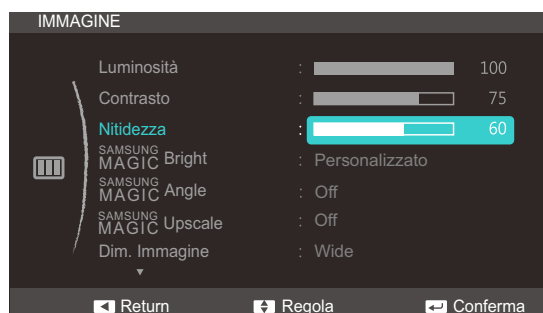 IMMAGINE
Luminosità : 100
Contrasto : 75
Nitidezza : 60
SAMSUNG MAGIC Bright : Personalizzato
SAMSUNG MAGIC Angle : Off
SAMSUNG MAGIC Upscale : Off
Dim. Immagine : Wide
Return Regola Conferma